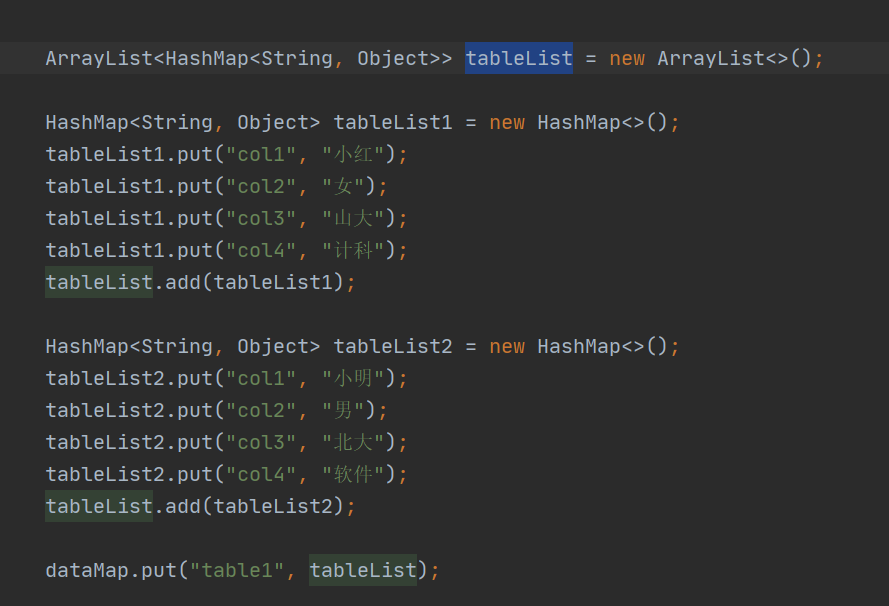 ArrayList<HashMap<String, Object>> tableList = new ArrayList<>();
HashMap<String, Object> tableList1 = new HashMap<>();
tableList1.put("col1", "小红");
tableList1.put("col2", "女");
tableList1.put("col3", "山大");
tableList1.put("col4", "计科");
tableList.add(tableList1);
HashMap<String, Object> tableList2 = new HashMap<>();
tableList2.put("col1", "小明");
tableList2.put("col2", "男");
tableList2.put("col3", "北大");
tableList2.put("col4", "软件");
tableList.add(tableList2);
dataMap.put("table1", tableList);